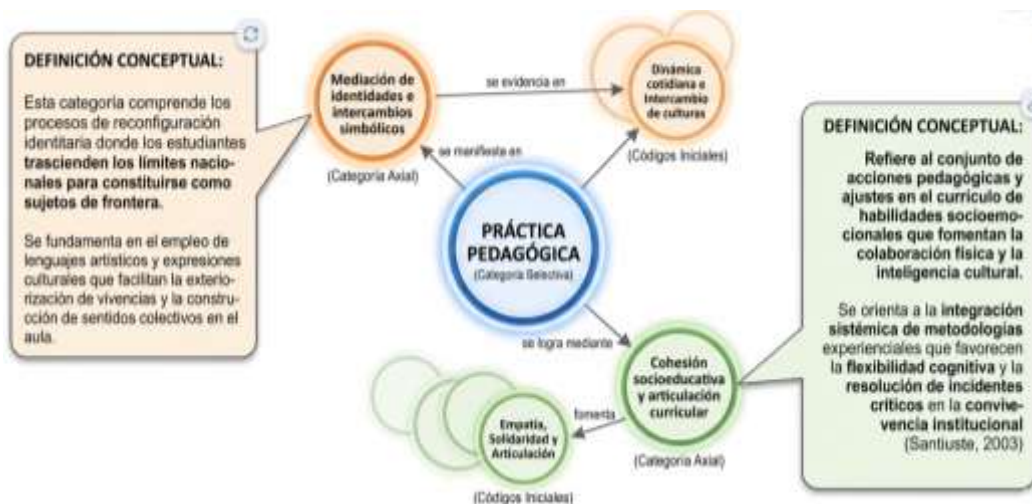 DEFINICIÓN CONCEPTUAL:
Esta categoría comprende los
procesos de reconfiguración
identitaria donde los estudiantes
trascienden los límites nacio-
nales para constituirse como
sujetos de frontera.
Se fundamenta en el empleo de
lenguajes artísticos y expresiones
culturales que facilitan la exterio-
rización de vivencias y la constru-
cción de sentidos colectivos en el
aula.
Mediación de
identidades e
intercambios
simbólicos
(Categoría Axial)
se evidencia en
Dinámica
cotidiana e
Intercambio
de culturas
(Códigos Iniciales)
se manifiesta en
PRÁCTICA
PEDAGÓGICA
(Categoría Selectiva)
se logra mediante
Cohesión
socioeducativa
y articulación
curricular
(Categoría Axial)
fomenta
Empatía,
Solidaridad y
Articulación
(Códigos Iniciales)
DEFINICIÓN CONCEPTUAL:
Refiere al conjunto de
acciones pedagógicas y
ajustes en el currículo de
habilidades socioemo-
cionales que fomentan la
colaboración física y la
inteligencia cultural.
Se orienta a la integración
sistémica de metodologías
experienciales que favorecen
la flexibilidad cognitiva y la
resolución de incidentes
críticos en la convive-
vencia institucional
(Santiuste, 2003)